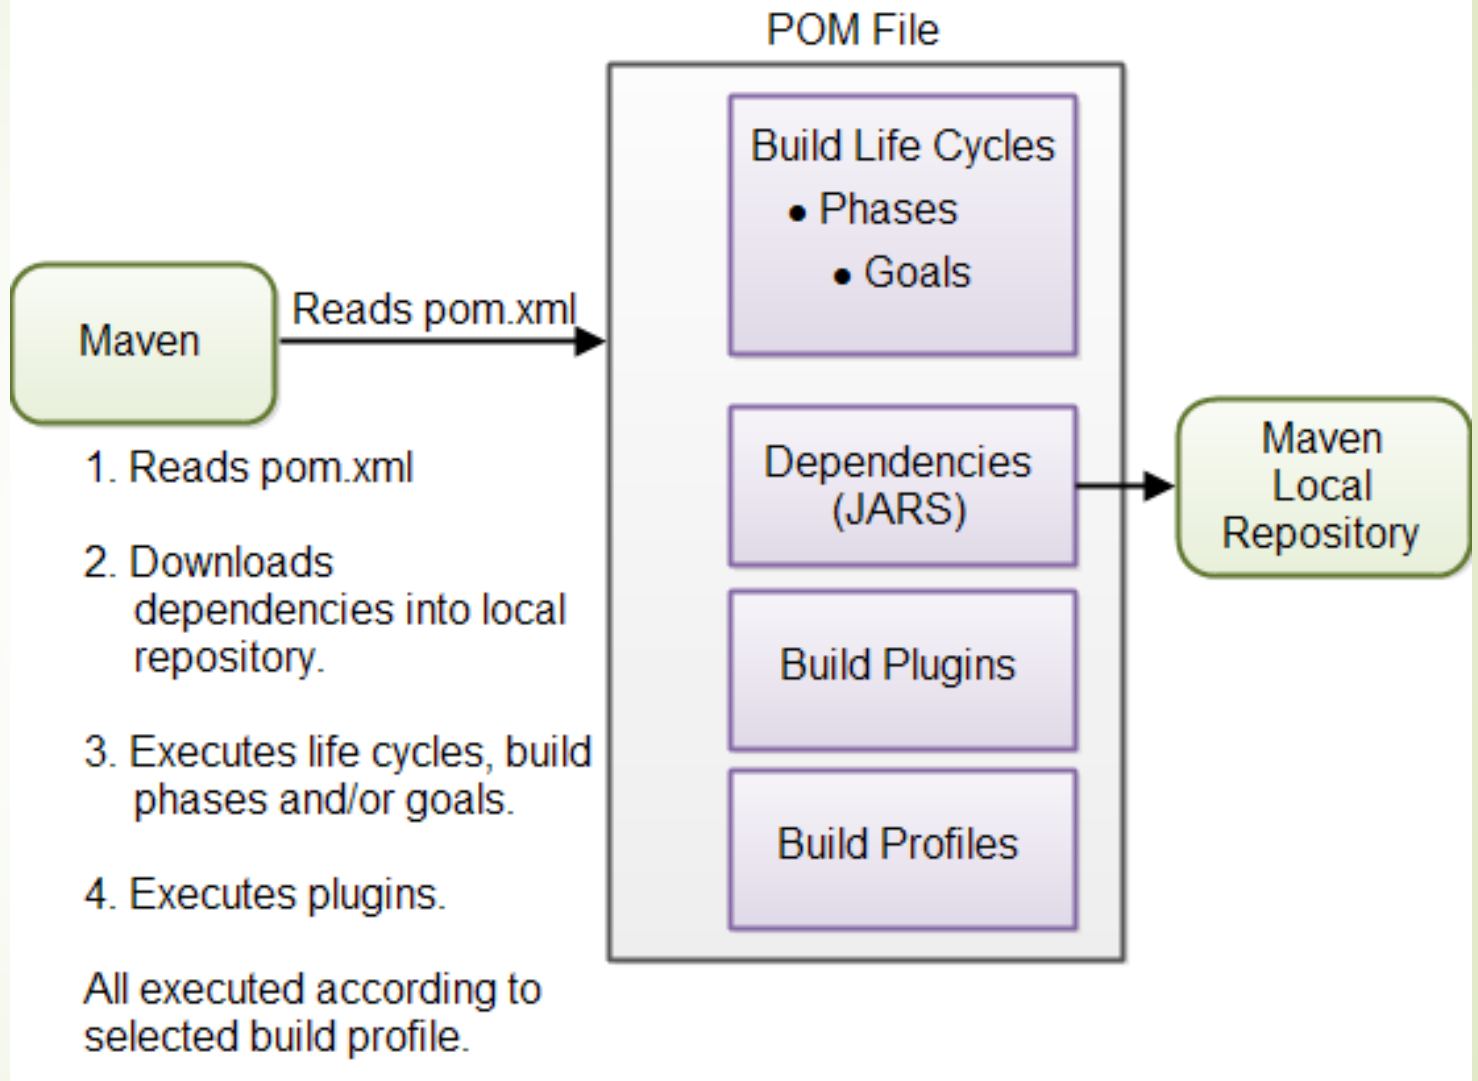 POM File
Build Life Cycles
• Phases
• Goals
Reads pom.xml
Maven
1. Reads pom.xml
2. Downloads
dependencies into local
repository.
3. Executes life cycles, build
phases and/or goals.
4. Executes plugins.
All executed according to
selected build profile.
Dependencies
(JARS)
Build Plugins
Build Profiles
Maven
Local
Repository